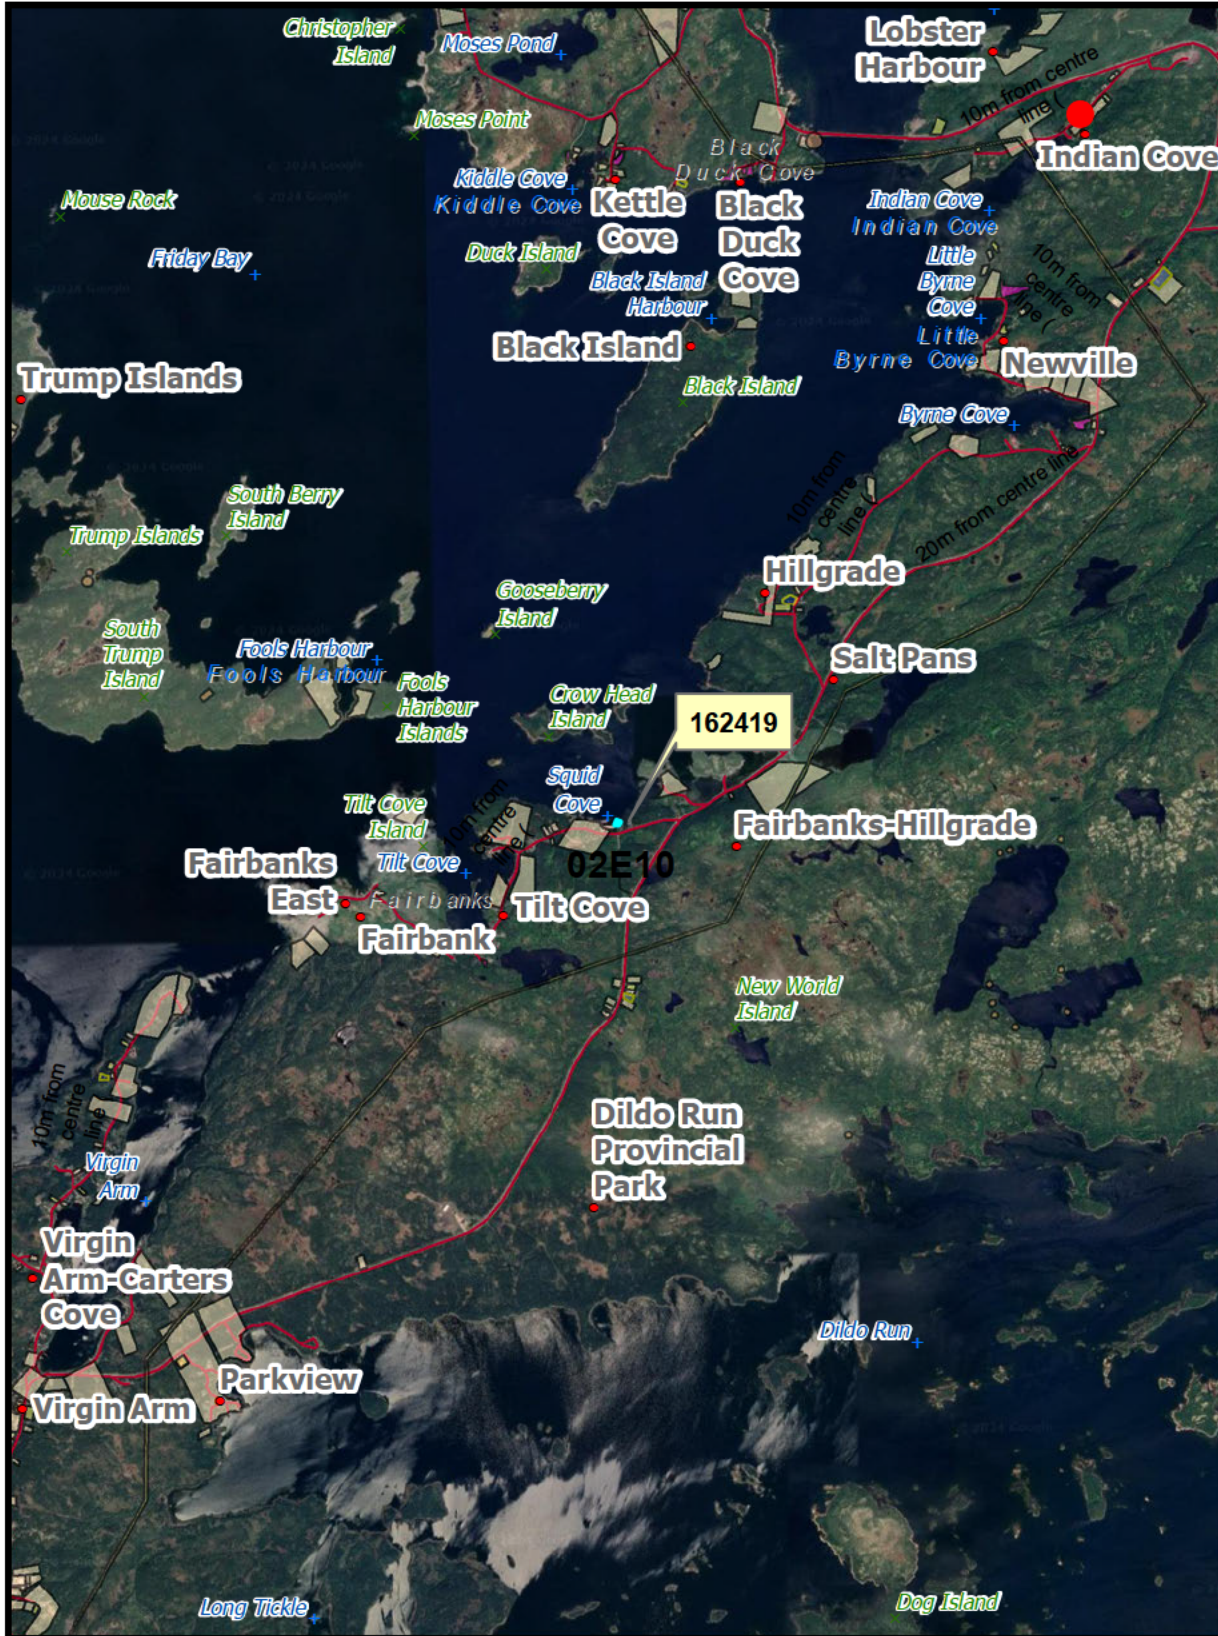 Christopher
Island
Moses Pond
Lobster
Harbour
10m from centre
line (
Moses Point
Indian Cove
Black
Duck Cove
Kiddle Cove
Kiddle Cove
Kettle
Cove
Black
Duck
Cove
Indian Cove
Indian Cove
Mouse Rock
Friday Bay
Duck Island
Black Island
Harbour
Little
Byrne
Cove
Little
Byrne Cove
10m from
centre
line (
Black Island
Newville
Trump Islands
Black Island
Byrne Cove
© 2024 Google
10m from
centre
line (
20m from centre line
South Berry
Island
Trump Islands
Hillgrade
Gooseberry
Island
South
Trump
Island
Fools Harbour
Fools Harbour
Fools
Harbour
Islands
Salt Pans
Crow Head
Island
162419
Squid
Cove
Tilt Cove
Island
10m from
centre
line (
Fairbanks-Hillgrade
02E10
Fairbanks
East
Tilt Cove
Fairbanks
Tilt Cove
Fairbank
© 2024 Google
New World
Island
10m from
centre
line
Dildo Run
Provincial
Park
Virgin
Arm
Virgin
Arm-Carters
Cove
Dildo Run
Parkview
Virgin Arm
© 2024 Google
Long Tickle
Dog Island